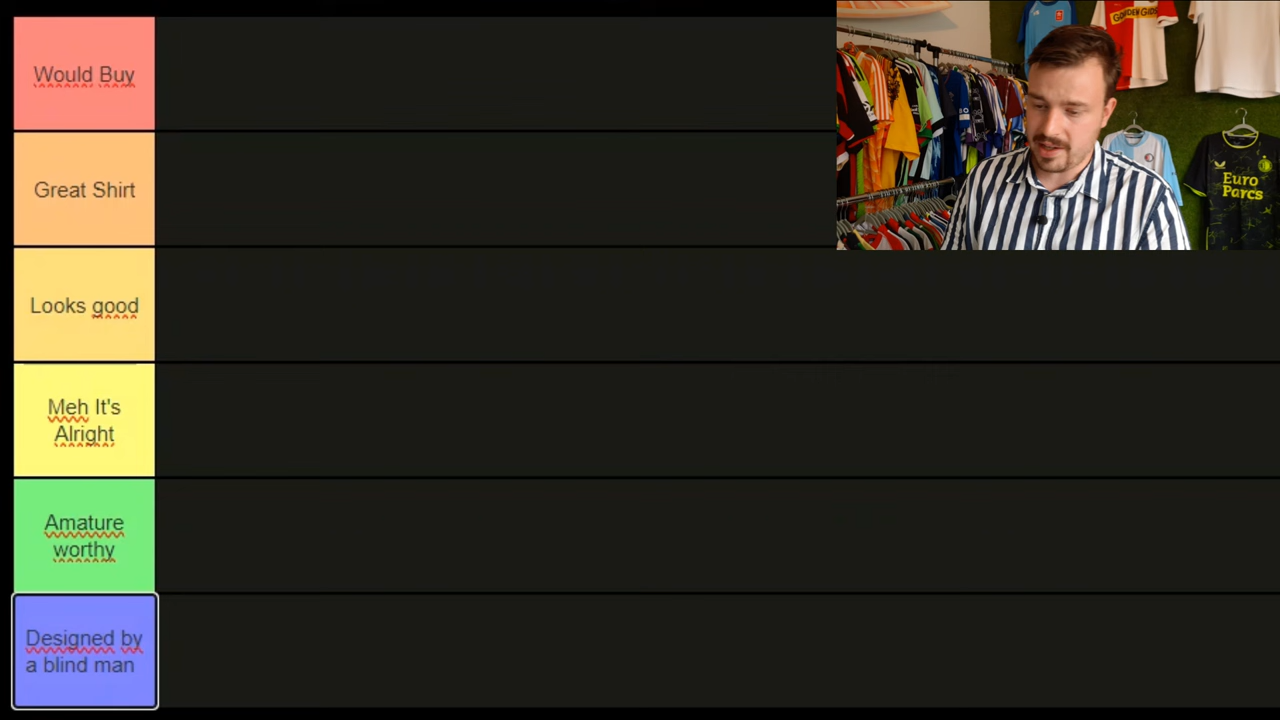 Would Buy
Great Shirt
Looks good
Meh It's
Alright
Amature
worthy
Designed by
a blind man
Euro
Parcs